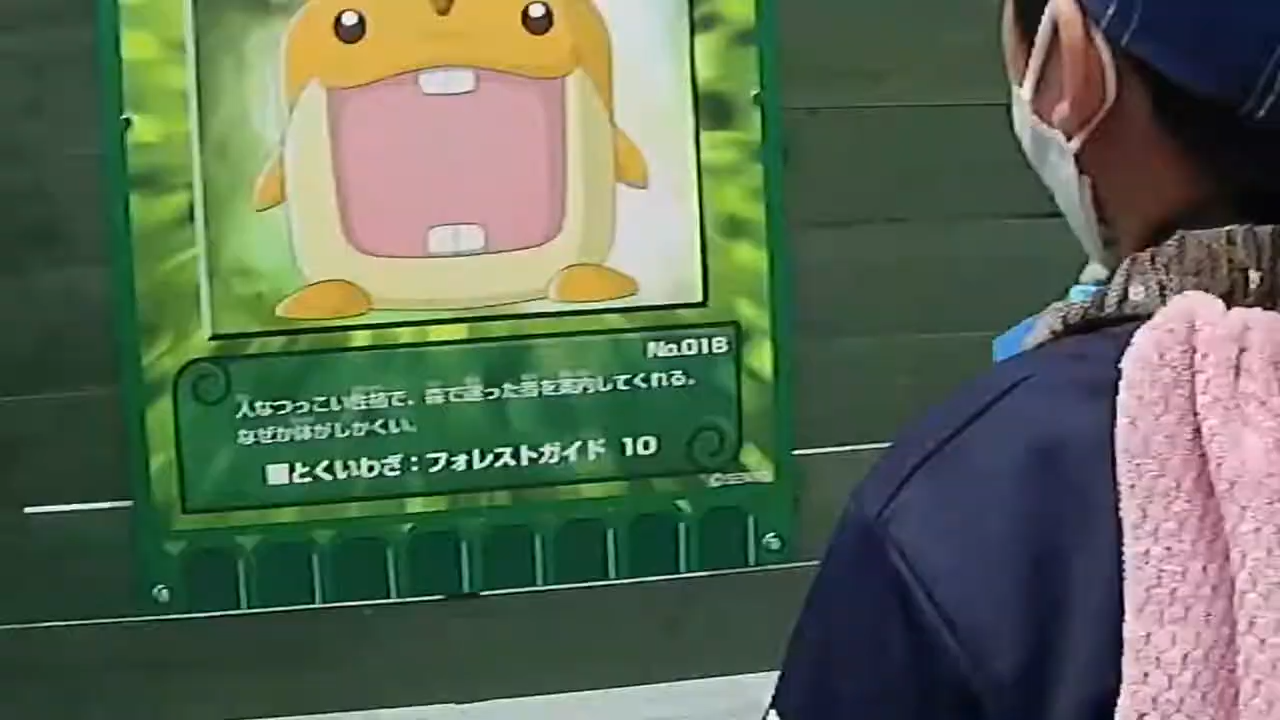 No.018
人なつっこい性格で、森で迷った者を案内してくれる。
なぜか体がしかくい。
■とくいわざ:フォレストガイド 10